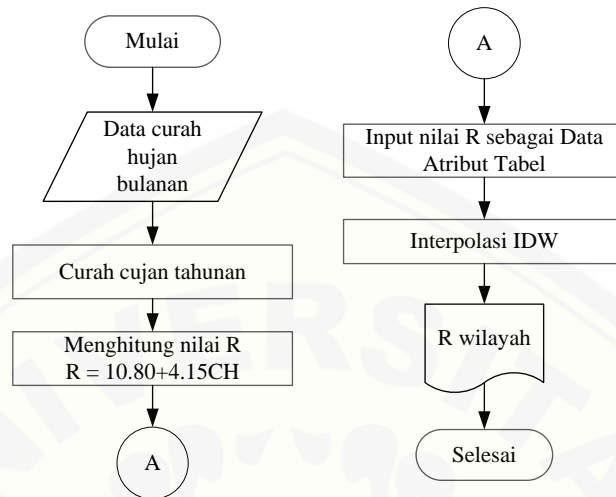 Mulai
Data curah
hujan
bulanan
Curah cujan tahunan
Menghitung nilai R
R = 10.80+4.15CH
A
A
Input nilai R sebagai Data
Atribut Tabel
Interpolasi IDW
R wilayah
Selesai